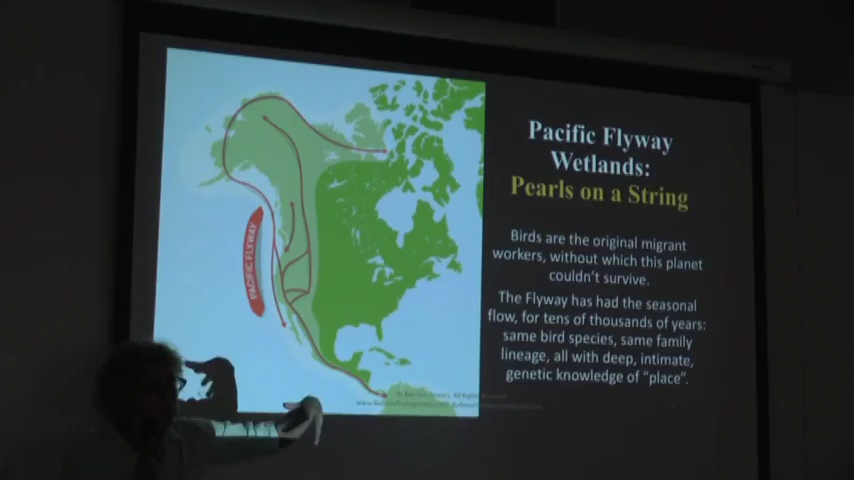 Pacific Flyway
Wetlands:
Pearls on a String
Birds are the original migrant
workers, without which this planet
couldn't survive.
The Flyway has had the seasonal
flow, for tens of thousands of years:
same bird species, same family
lineage, all with deep, intimate,
genetic knowledge of "place".
PACIFIC FLYWAY